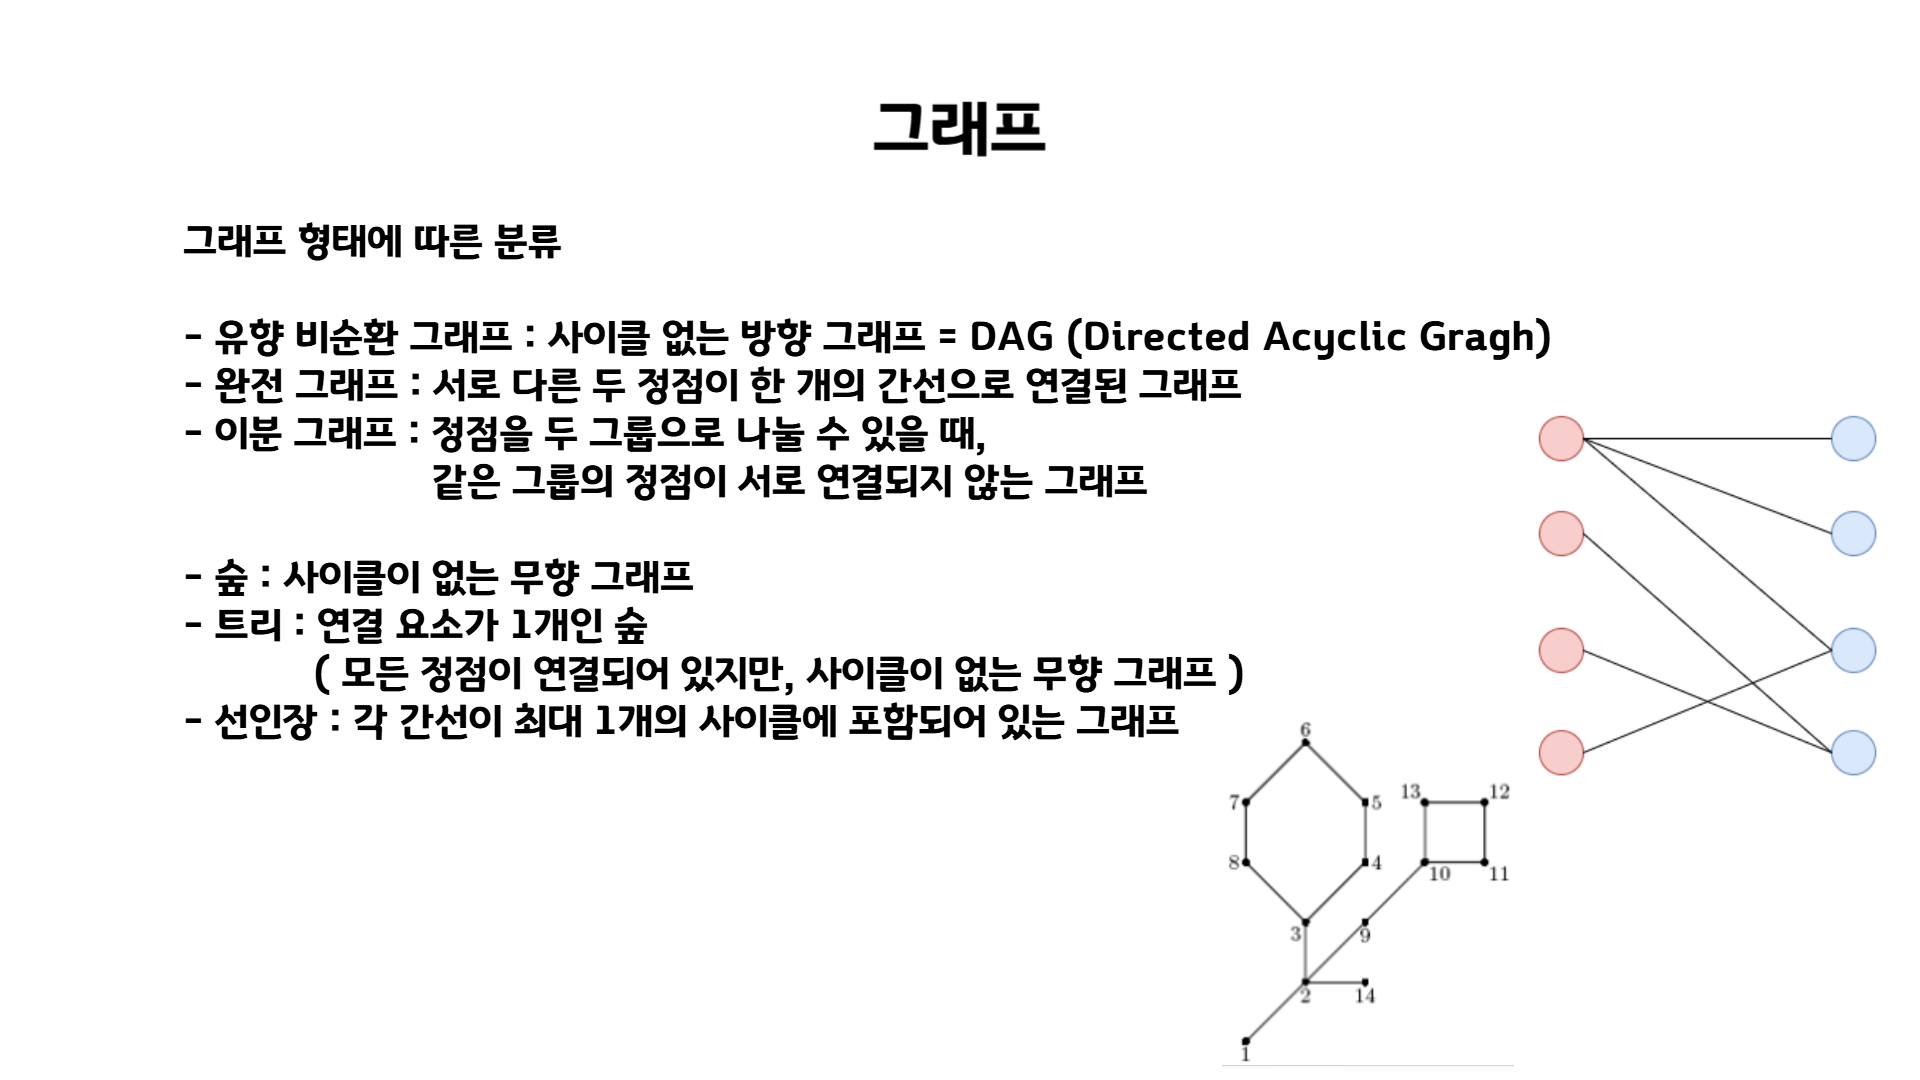 그래프
그래프 형태에 따른 분류
- 유향 비순환 그래프 : 사이클 없는 방향 그래프 = DAG (Directed Acyclic Gragh)
- 완전 그래프 : 서로 다른 두 정점이 한 개의 간선으로 연결된 그래프
- 이분 그래프 : 정점을 두 그룹으로 나눌 수 있을 때,
같은 그룹의 정점이 서로 연결되지 않는 그래프
- 숲 : 사이클이 없는 무향 그래프
- 트리 : 연결 요소가 1개인 숲
( 모든 정점이 연결되어 있지만, 사이클이 없는 무향 그래프 )
- 선인장 : 각 간선이 최대 1개의 사이클에 포함되어 있는 그래프
6
7 5 13 12
8 4 10 11
3 9
2 14
1